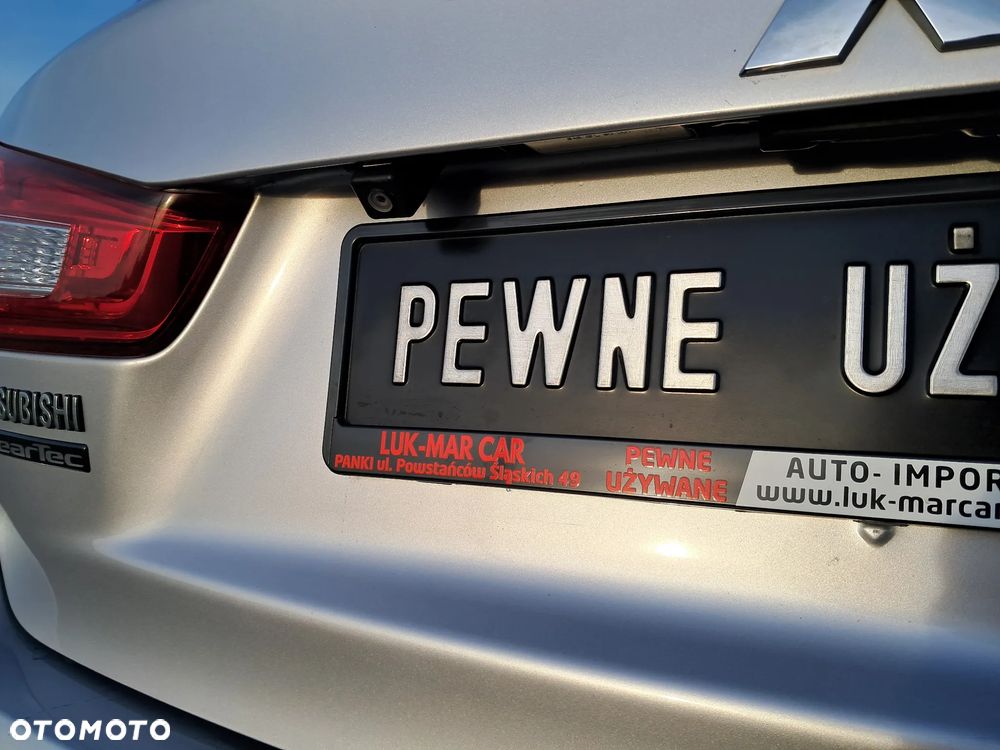 PEWNE UŻ
SUBISHI
earTec
LUK-MAR CAR
PANKI ul. Powstańców Śląskich 49
PEWNE
UŻYWANE
AUTO- IMPOR
www.luk-marcar
OTOMOTO